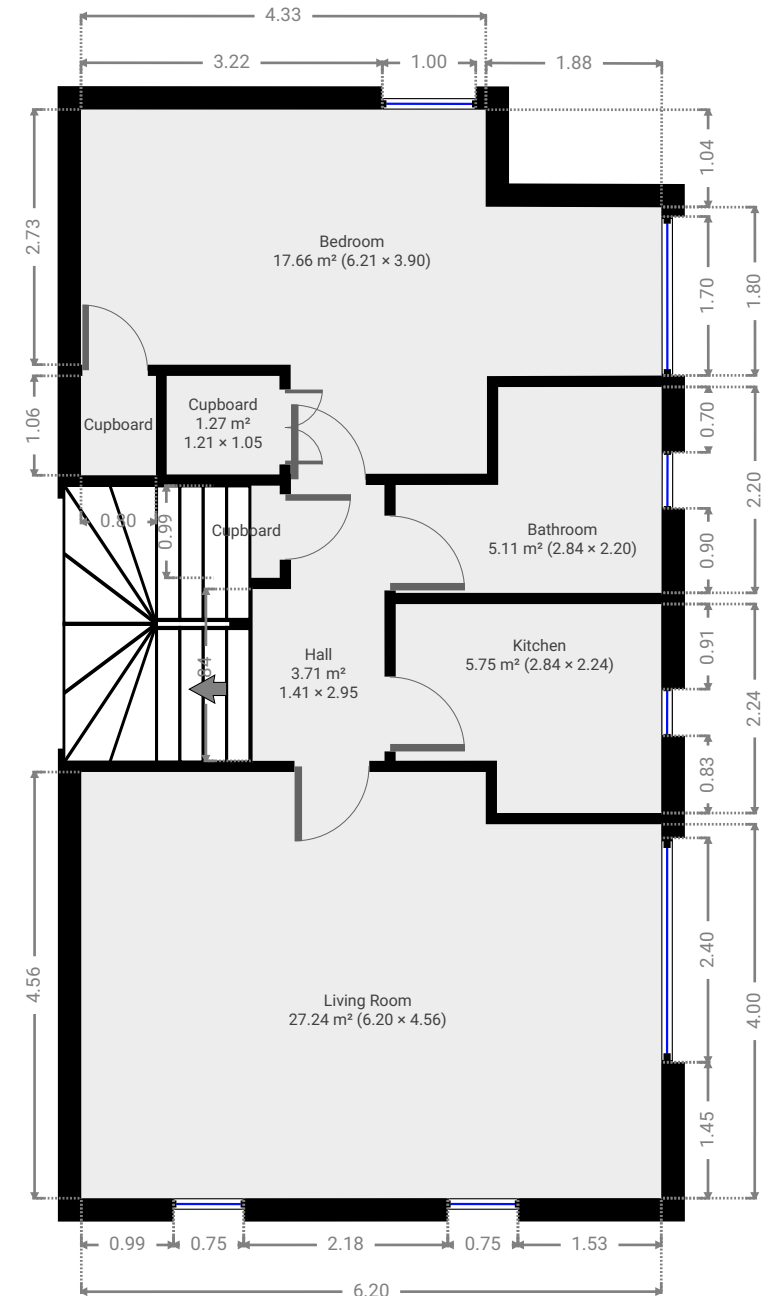 4.33
3.22
1.00
1.88
1.04
2.73
Bedroom
17.66 m² (6.21 × 3.90)
1.70
1.80
Cupboard
Cupboard
1.27 m²
1.21 × 1.05
1.06
0.70
2.20
0.80
0.99
Cupboard
Bathroom
5.11 m² (2.84 × 2.20)
0.90
Kitchen
5.75 m² (2.84 × 2.24)
0.91
Hall
3.71 m²
1.41 × 2.95
2.24
0.83
4.56
2.40
Living Room
27.24 m² (6.20 × 4.56)
4.00
1.45
0.99
0.75
2.18
0.75
1.53
6.20